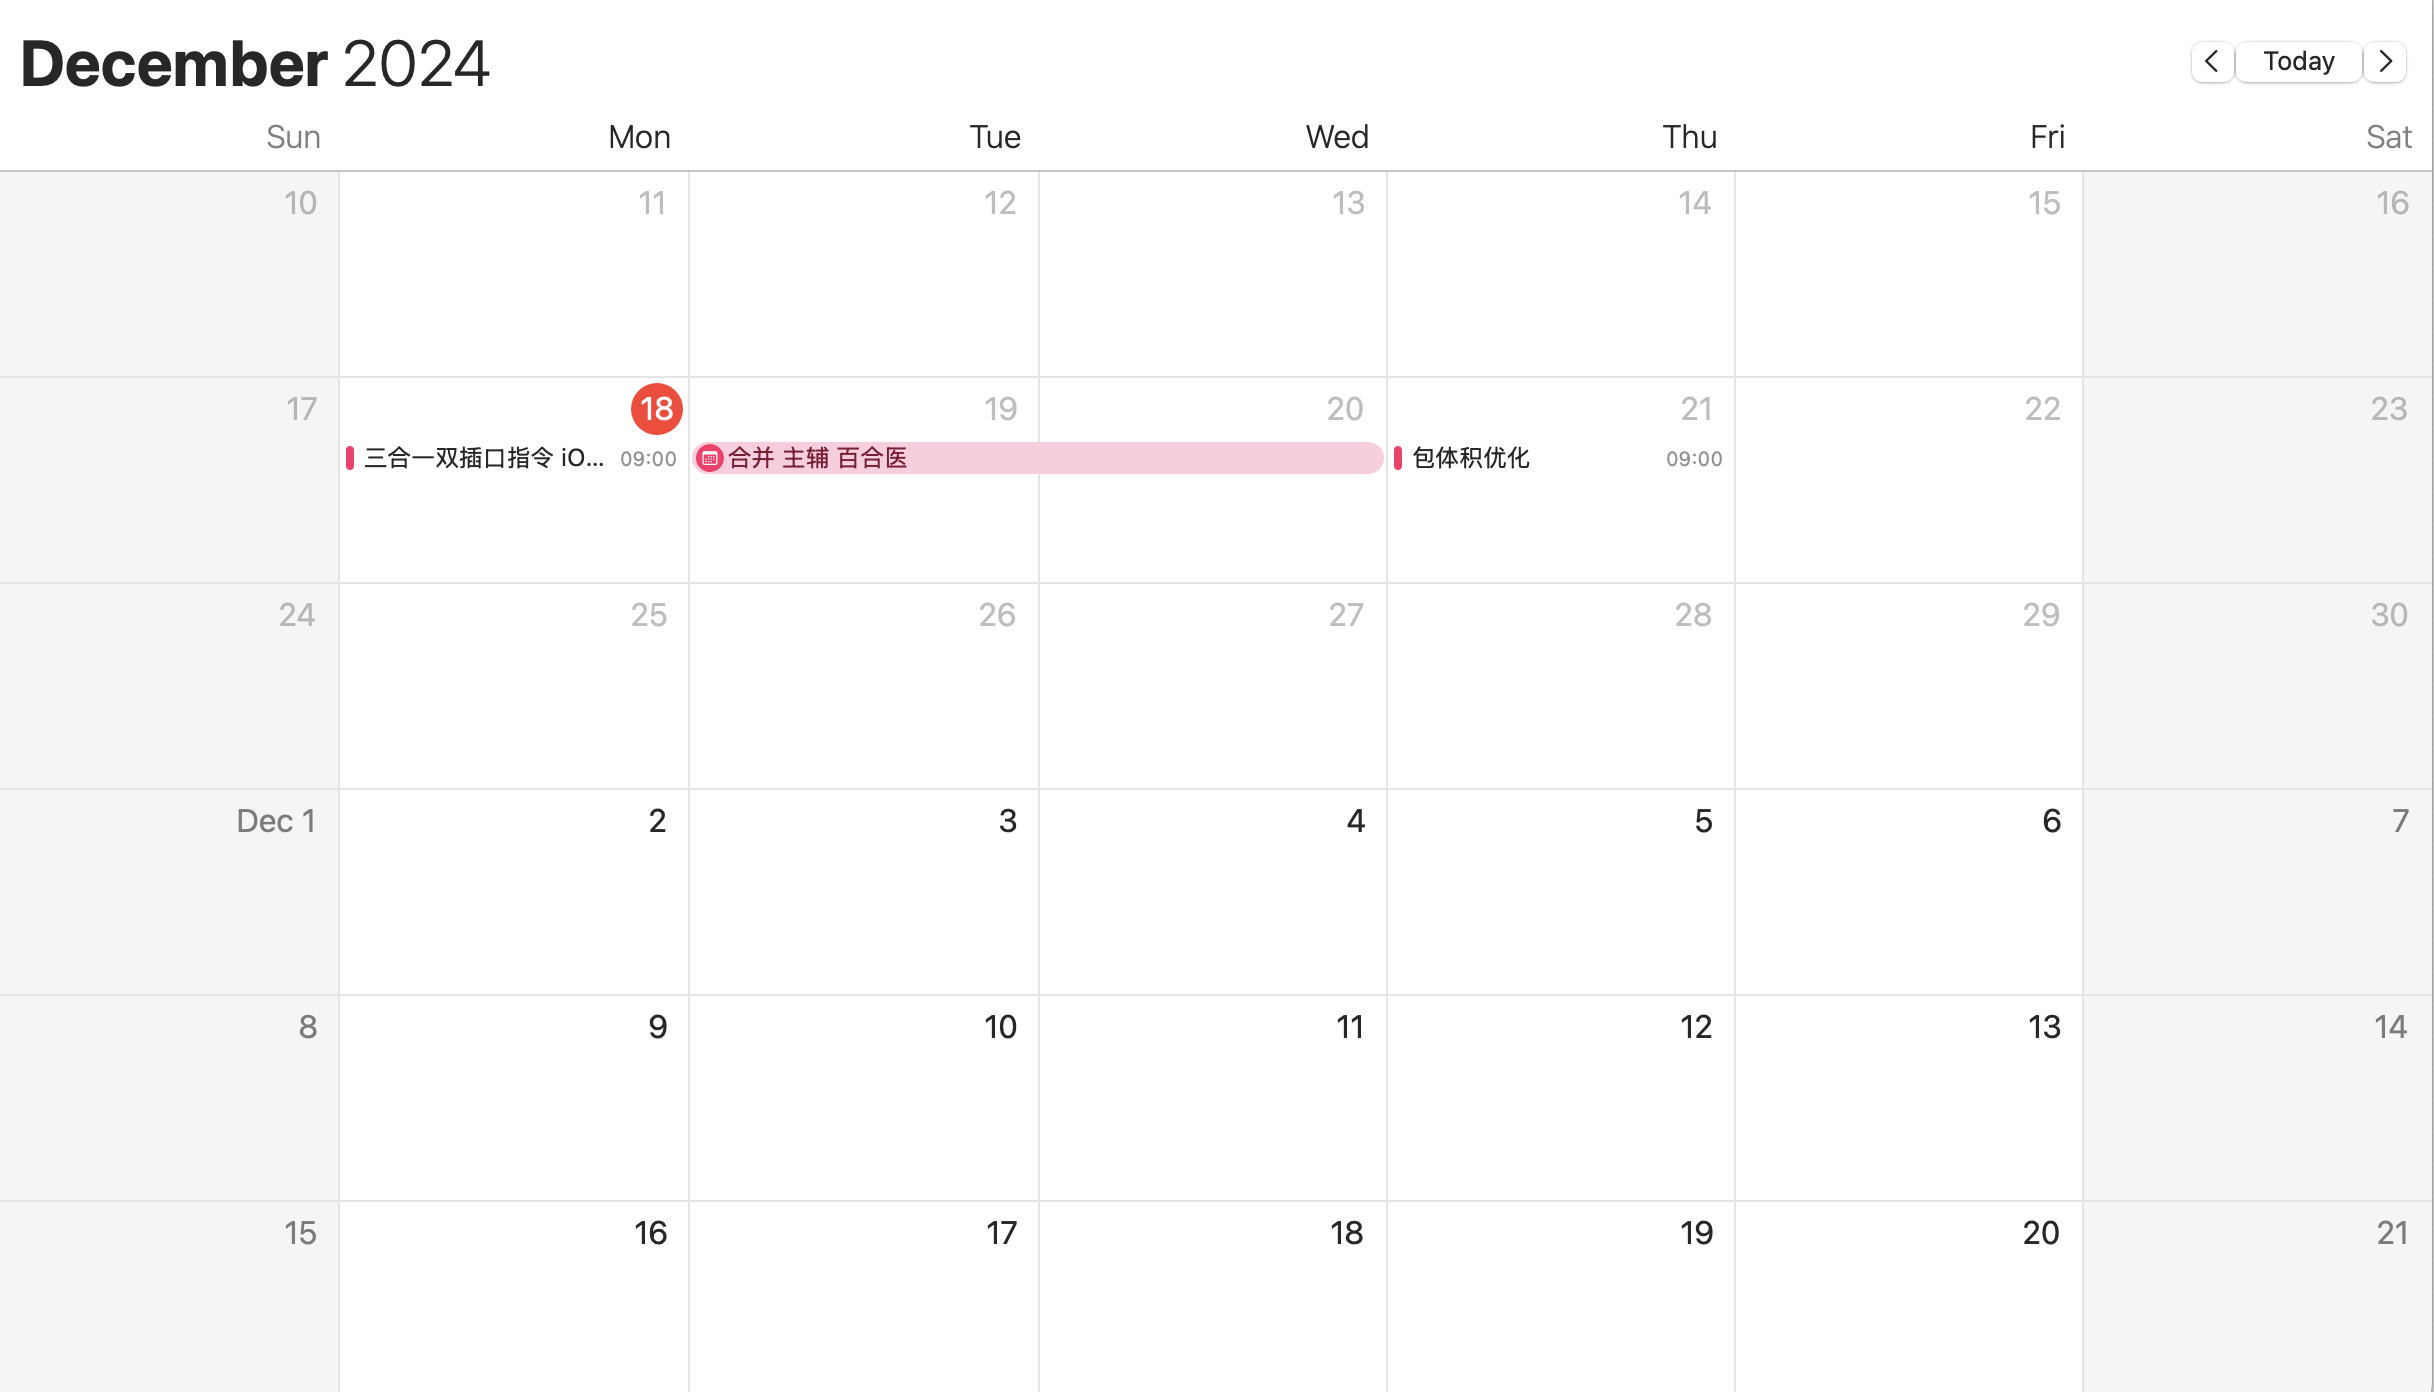 December 2024
Today
Sun Mon Tue Wed Thu Fri Sat
10 11 12 13 14 15 16
17 18 19 20 21 22 23
三合一双插口指令 iO... 09:00 合并 主辅 百合医 包体积优化 09:00
24 25 26 27 28 29 30
Dec 1 2 3 4 5 6 7
8 9 10 11 12 13 14
15 16 17 18 19 20 21